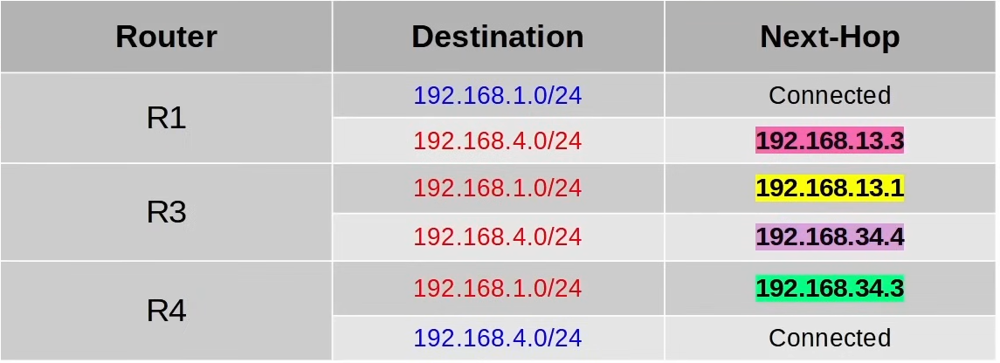 Router Destination Next-Hop
R1 192.168.1.0/24 Connected
192.168.4.0/24 192.168.13.3
R3 192.168.1.0/24 192.168.13.1
192.168.4.0/24 192.168.34.4
R4 192.168.1.0/24 192.168.34.3
192.168.4.0/24 Connected